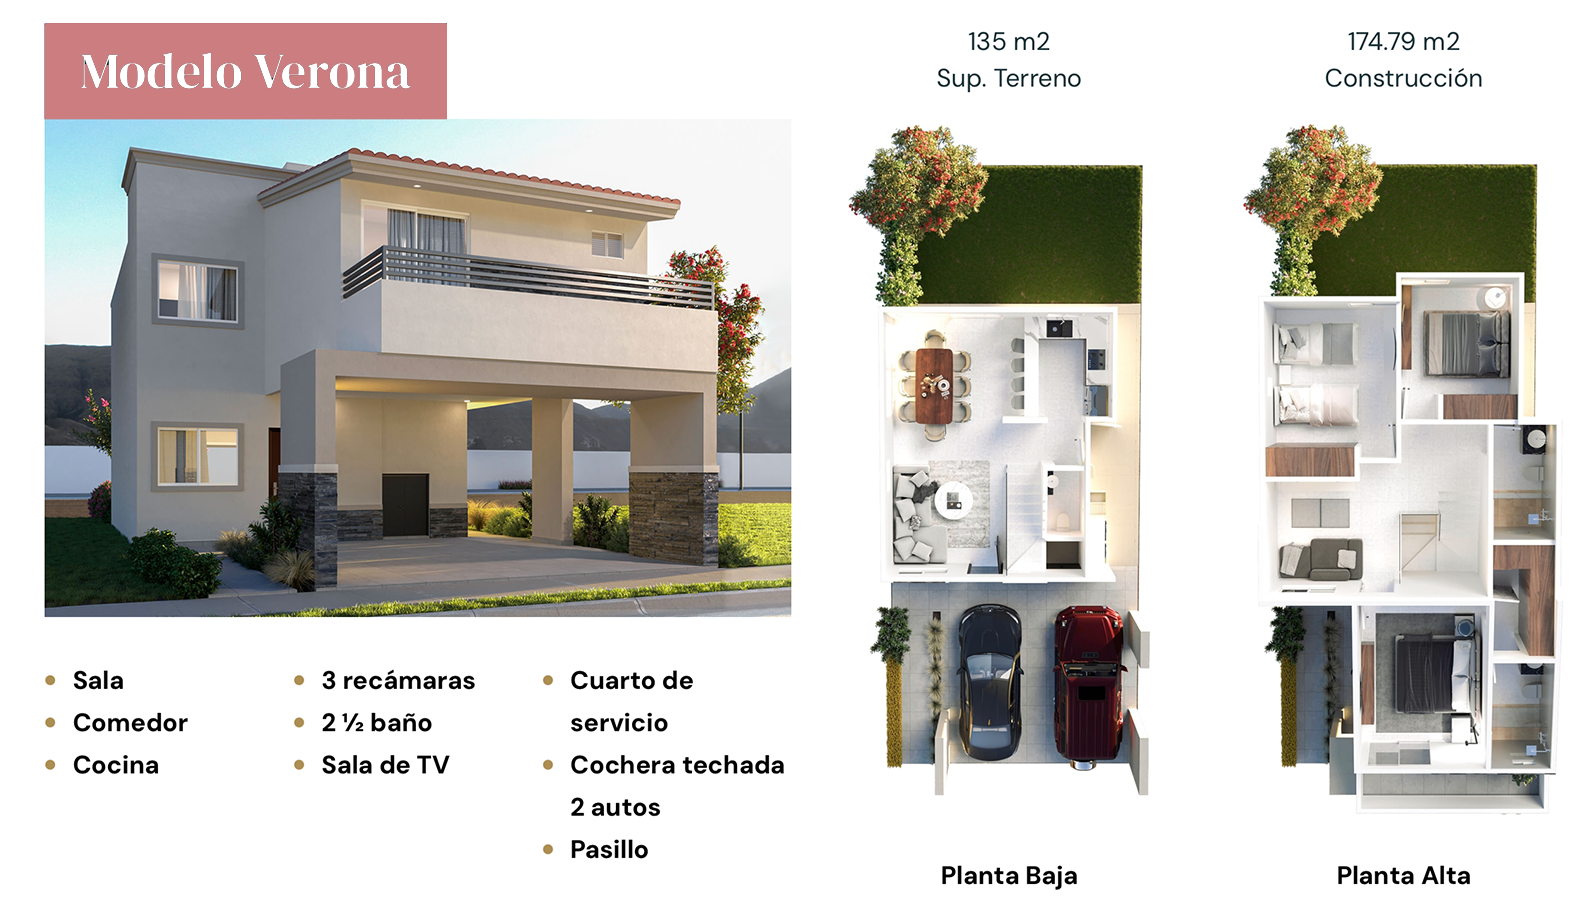 Modelo Verona
135 m2
Sup. Terreno
174.79 m2
Construcción
Sala
Comedor
Cocina
3 recámaras
2 ½ baño
Sala de TV
Cuarto de
servicio
Cochera techada
2 autos
Pasillo
Planta Baja
Planta Alta